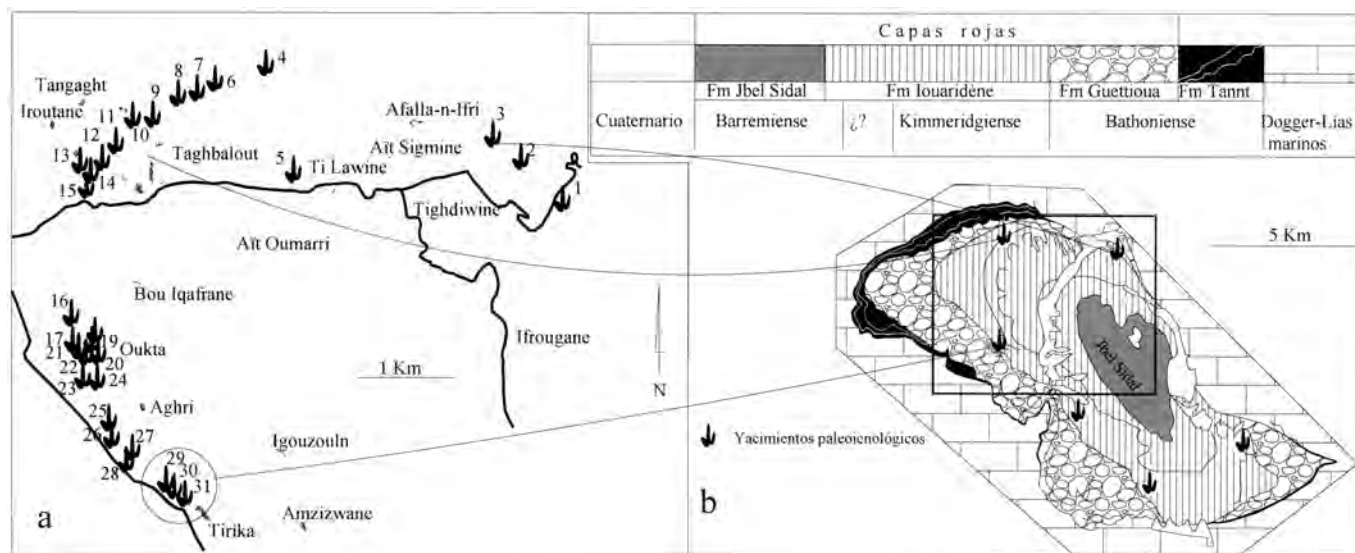 Capas rojas
Fm Jbel Sidal Fm Iouaridène Fm Guettioua Fm Tannt
Cuaternario Barremiense ¿? Kimmeridgiense Bathoniense Dogger-Lías
marinos
4
7
8 6
Tangaght 9
Iroutane 11
12 10
13 Taghbalout
14
15
5
Ti Lawine
Afalla-n-Ifri 3
Aït Sigmine 2
1
Tighdiwine
Aït Oumarri
Bou Iqafrane
16
17 19
21 Oukta
22 20
23 24
Ifrougane
1 Km
N
25 Aghri
26 27
28
Igouzouln
29
30
31
Tirika
Amzizwane
a
5 Km
Jbel Sidal
Yacimientos paleoicnológicos
b